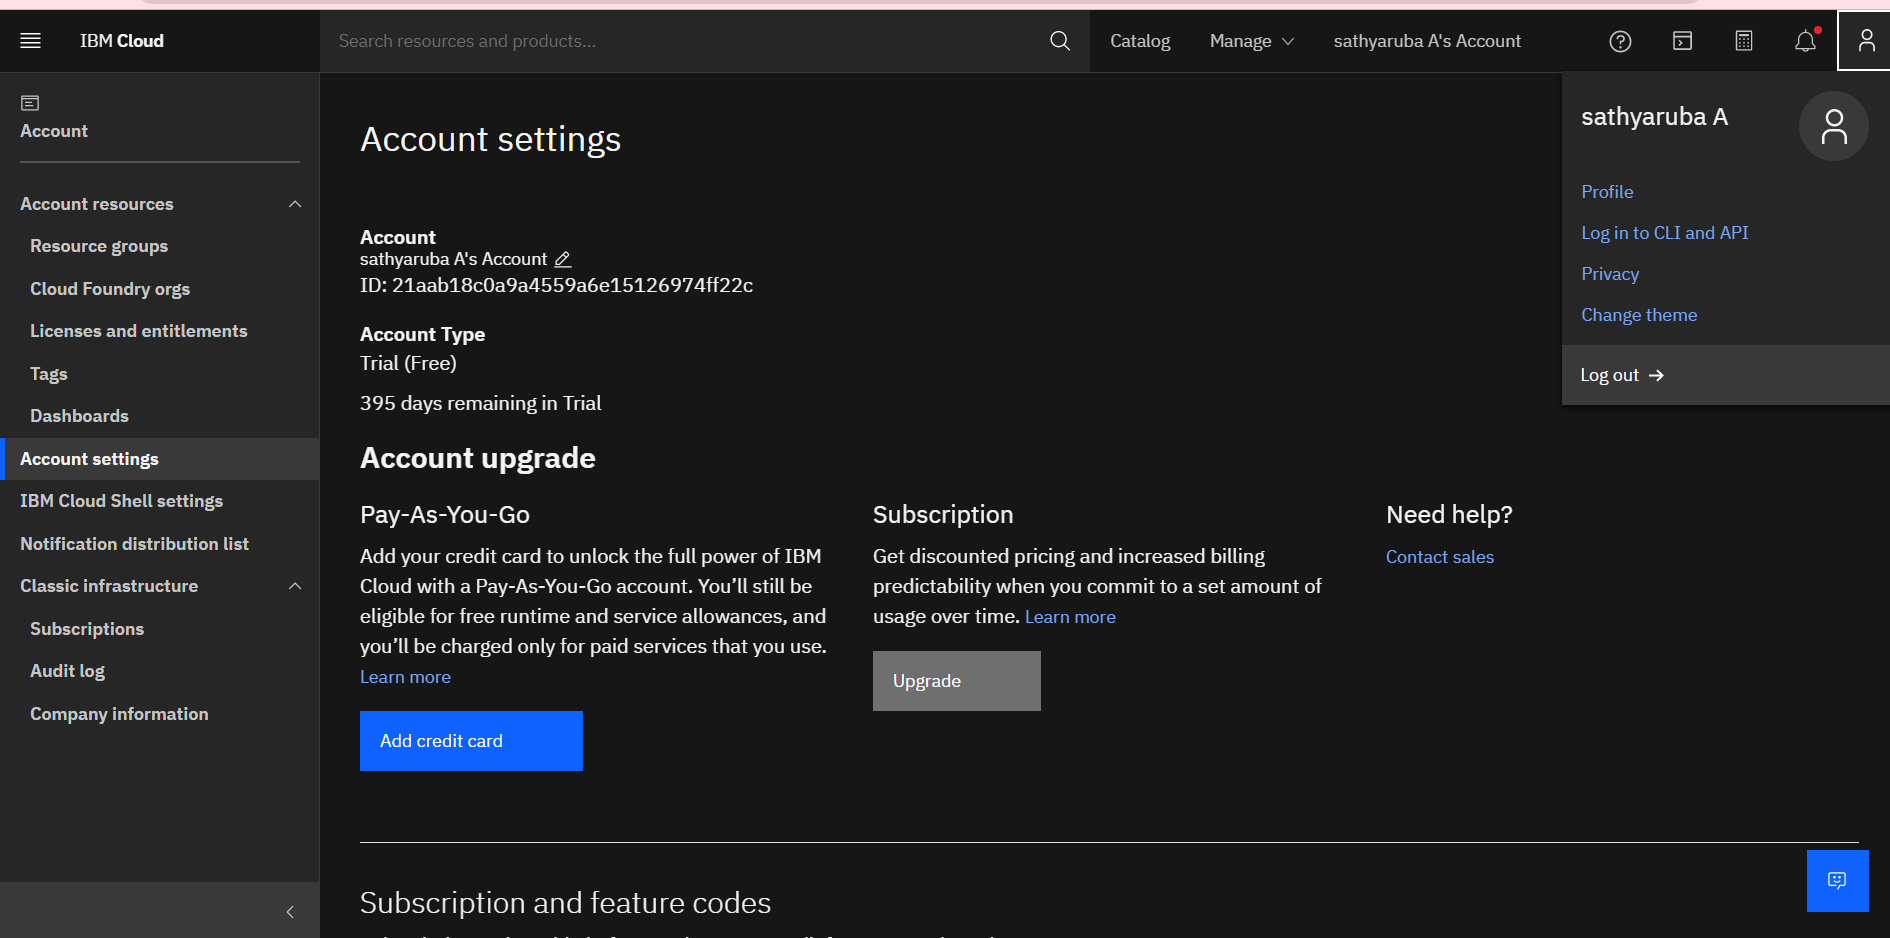 IBM Cloud
Search resources and products...
Catalog
Manage
sathyaruba A's Account
Account
Account resources
Resource groups
Cloud Foundry orgs
Licenses and entitlements
Tags
Dashboards
Account settings
IBM Cloud Shell settings
Notification distribution list
Classic infrastructure
Subscriptions
Audit log
Company information
Account settings
Account
sathyaruba A's Account
ID: 21aab18c0a9a4559a6e15126974ff22c
Account Type
Trial (Free)
395 days remaining in Trial
Account upgrade
Pay-As-You-Go
Add your credit card to unlock the full power of IBM
Cloud with a Pay-As-You-Go account. You’ll still be
eligible for free runtime and service allowances, and
you’ll be charged only for paid services that you use.
Learn more
Add credit card
Subscription
Get discounted pricing and increased billing
predictability when you commit to a set amount of
usage over time. Learn more
Upgrade
Need help?
Contact sales
Subscription and feature codes
sathyaruba A
Profile
Log in to CLI and API
Privacy
Change theme
Log out